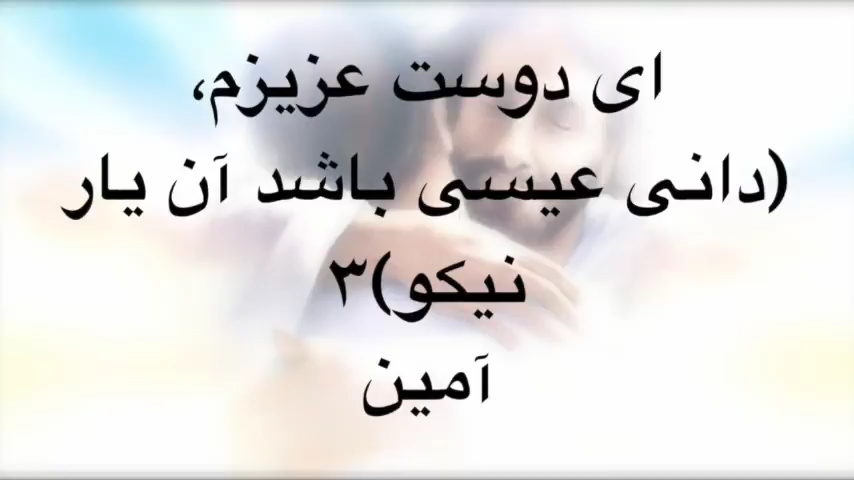 ای دوست عزیزم،
(دانی عیسی باشد آن یار
نیکو)۳
آمین